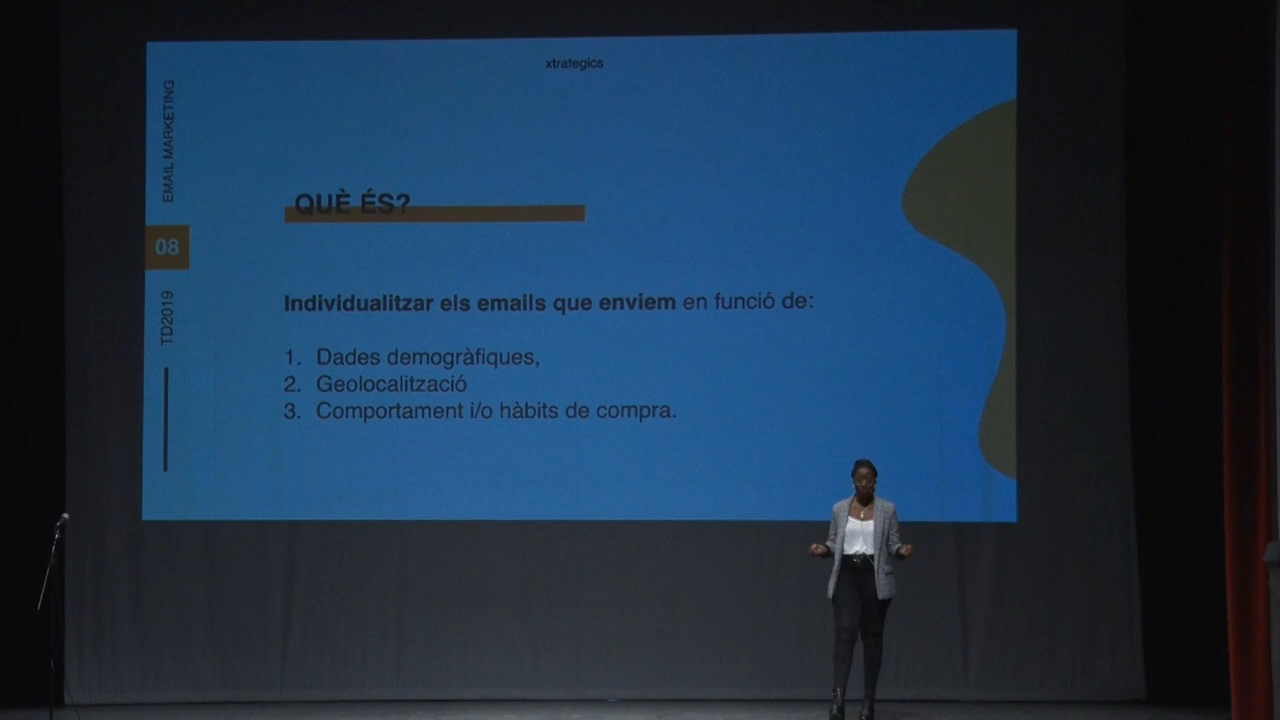 xtrategics
EMAIL MARKETING
08
TD2019
QUÈ ÉS?
Individualitzar els emails que enviem en funció de:
1. Dades demogràfiques,
2. Geolocalització
3. Comportament i/o hàbits de compra.